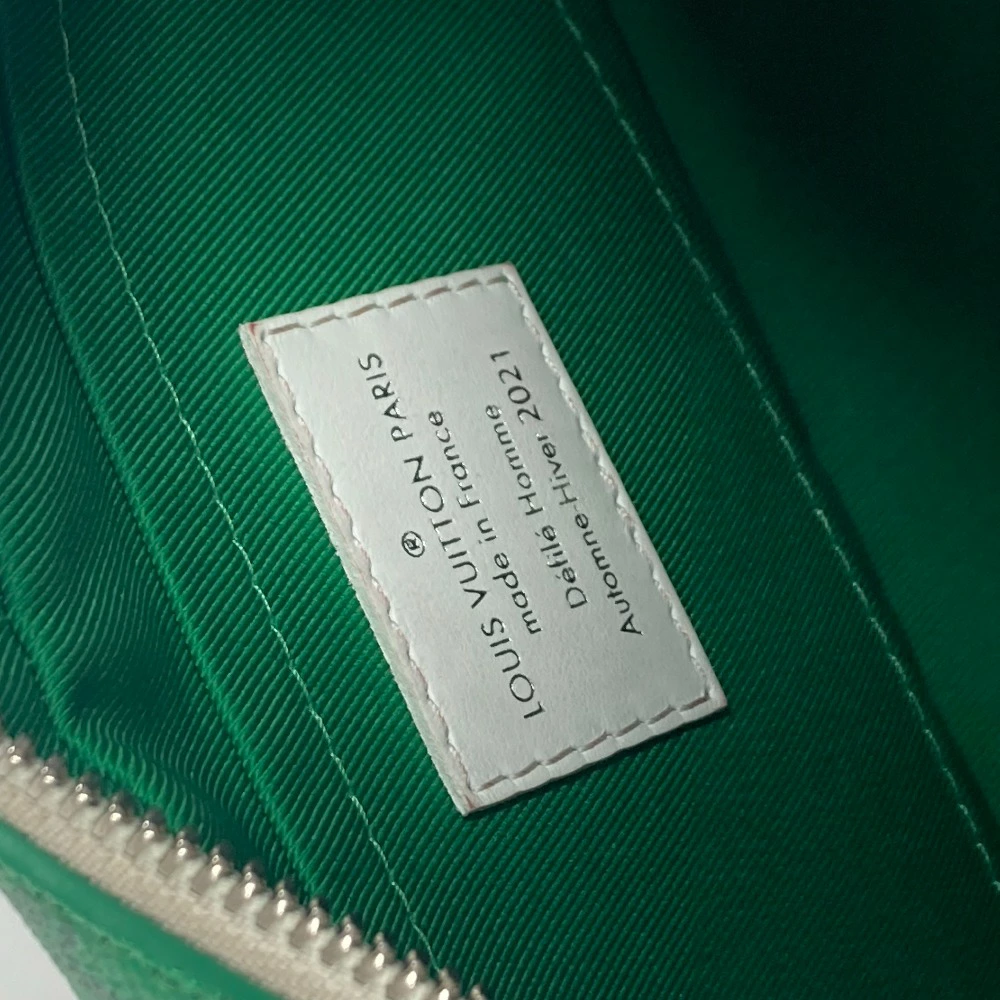 ®
LOUIS VUITTON PARIS
made in France
Défilé Homme
Automne-Hiver 2021